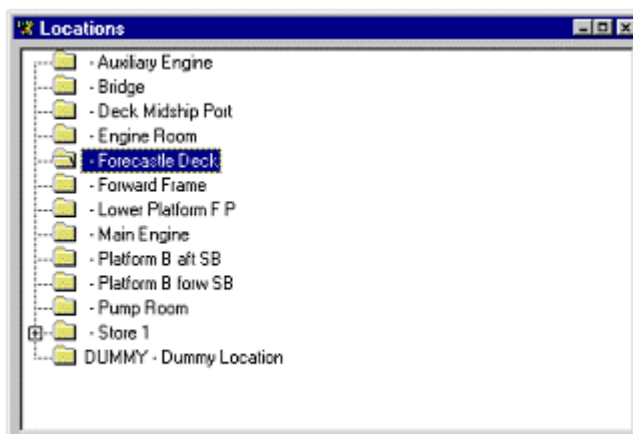 Locations
- Auxiliary Engine
- Bridge
- Deck Midship Port
- Engine Room
- Forecastle Deck
- Forward Frame
- Lower Platform F P
- Main Engine
- Platform B aft SB
- Platform B forw SB
- Pump Room
- Store 1
DUMMY - Dummy Location